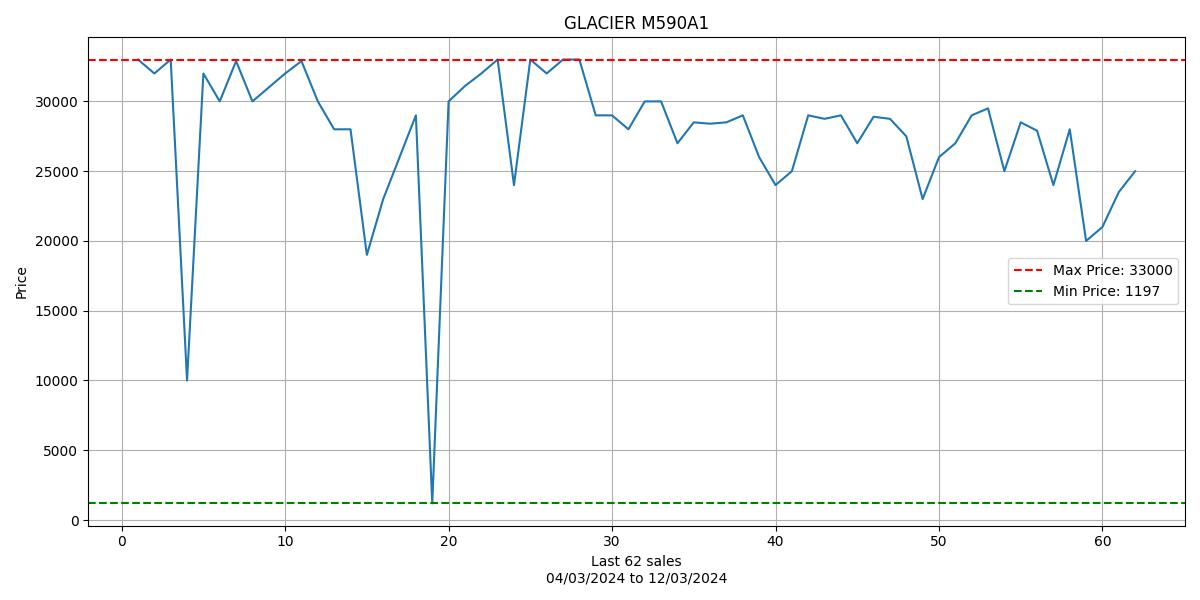 GLACIER M590A1
Price
30000
25000
20000
15000
10000
5000
0
Max Price: 33000
Min Price: 1197
0 10 20 30 40 50 60
Last 62 sales
04/03/2024 to 12/03/2024